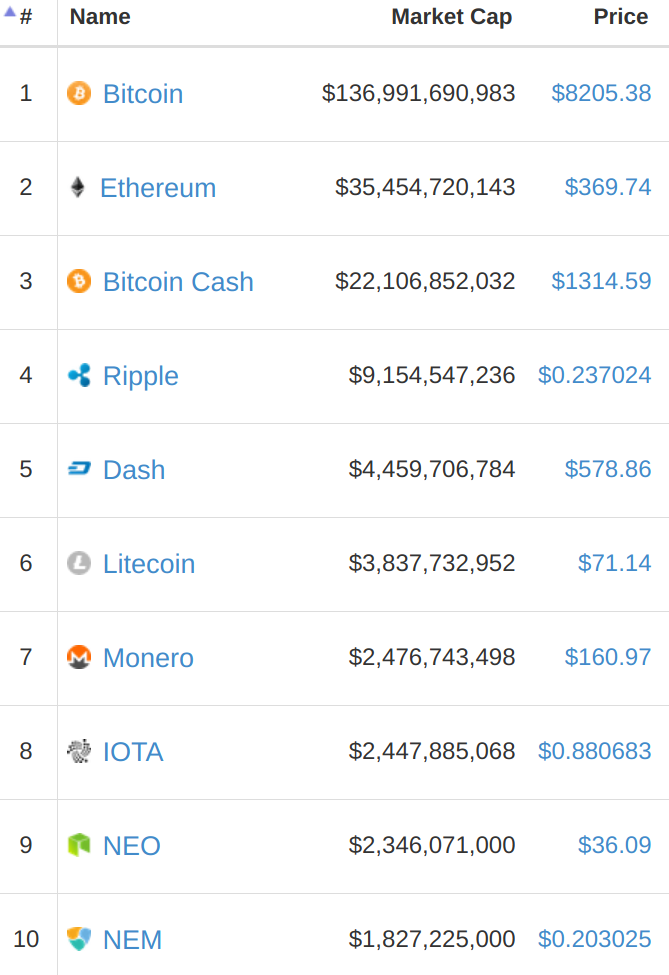 # Name Market Cap Price
1 Bitcoin $136,991,690,983 $8205.38
2 Ethereum $35,454,720,143 $369.74
3 Bitcoin Cash $22,106,852,032 $1314.59
4 Ripple $9,154,547,236 $0.237024
5 Dash $4,459,706,784 $578.86
6 Litecoin $3,837,732,952 $71.14
7 Monero $2,476,743,498 $160.97
8 IOTA $2,447,885,068 $0.880683
9 NEO $2,346,071,000 $36.09
10 NEM $1,827,225,000 $0.203025